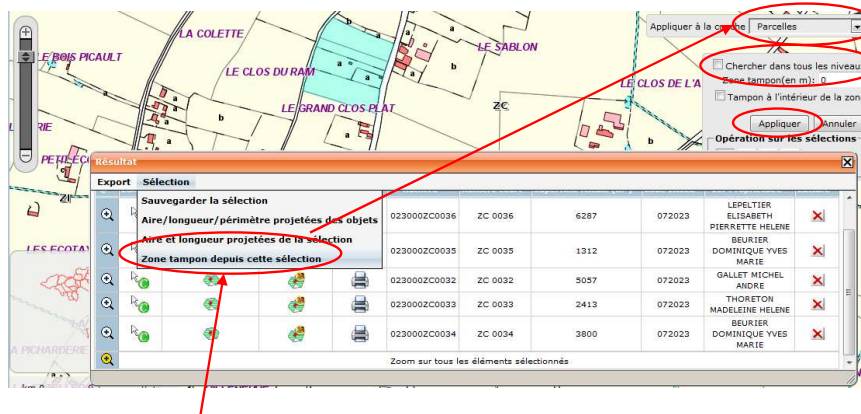 LA COLETTE
b
a
Appliquer à la couche Parcelles
LE BOIS PICAULT
LE SABLON
LE CLOS DU RAM
a
Chercher dans tous les niveaux
LE CLOS DE L'A
Zone tampon(en m): 0
Tampon à l'intérieur de la zon
LE GRAND CLOS PLAT
ZC
a
b
a
b
Appliquer Annuler
RIE
Opération sur les sélections
PETIT
Résultat
Export Sélection
ZI
Sauvegarder la sélection
Aire/longueur/périmètre projetées des objets
Aire et longueur projetées de la sélection
Zone tampon depuis cette sélection
023000ZC0036 ZC 0036 6287 072023 LEPELTIER ELISABETH PIERRETTE HELENE
LES ECOTAY
023000ZC0035 ZC 0035 1312 072023 BEURIER DOMINIQUE YVES MARIE
023000ZC0032 ZC 0032 5057 072023 GALLET MICHEL ANDRE
023000ZC0033 ZC 0033 2413 072023 THORETON MADELEINE HELENE
023000ZC0034 ZC 0034 3800 072023 BEURIER DOMINIQUE YVES MARIE
A PICHARDERIE
Zoom sur tous les éléments sélectionnés